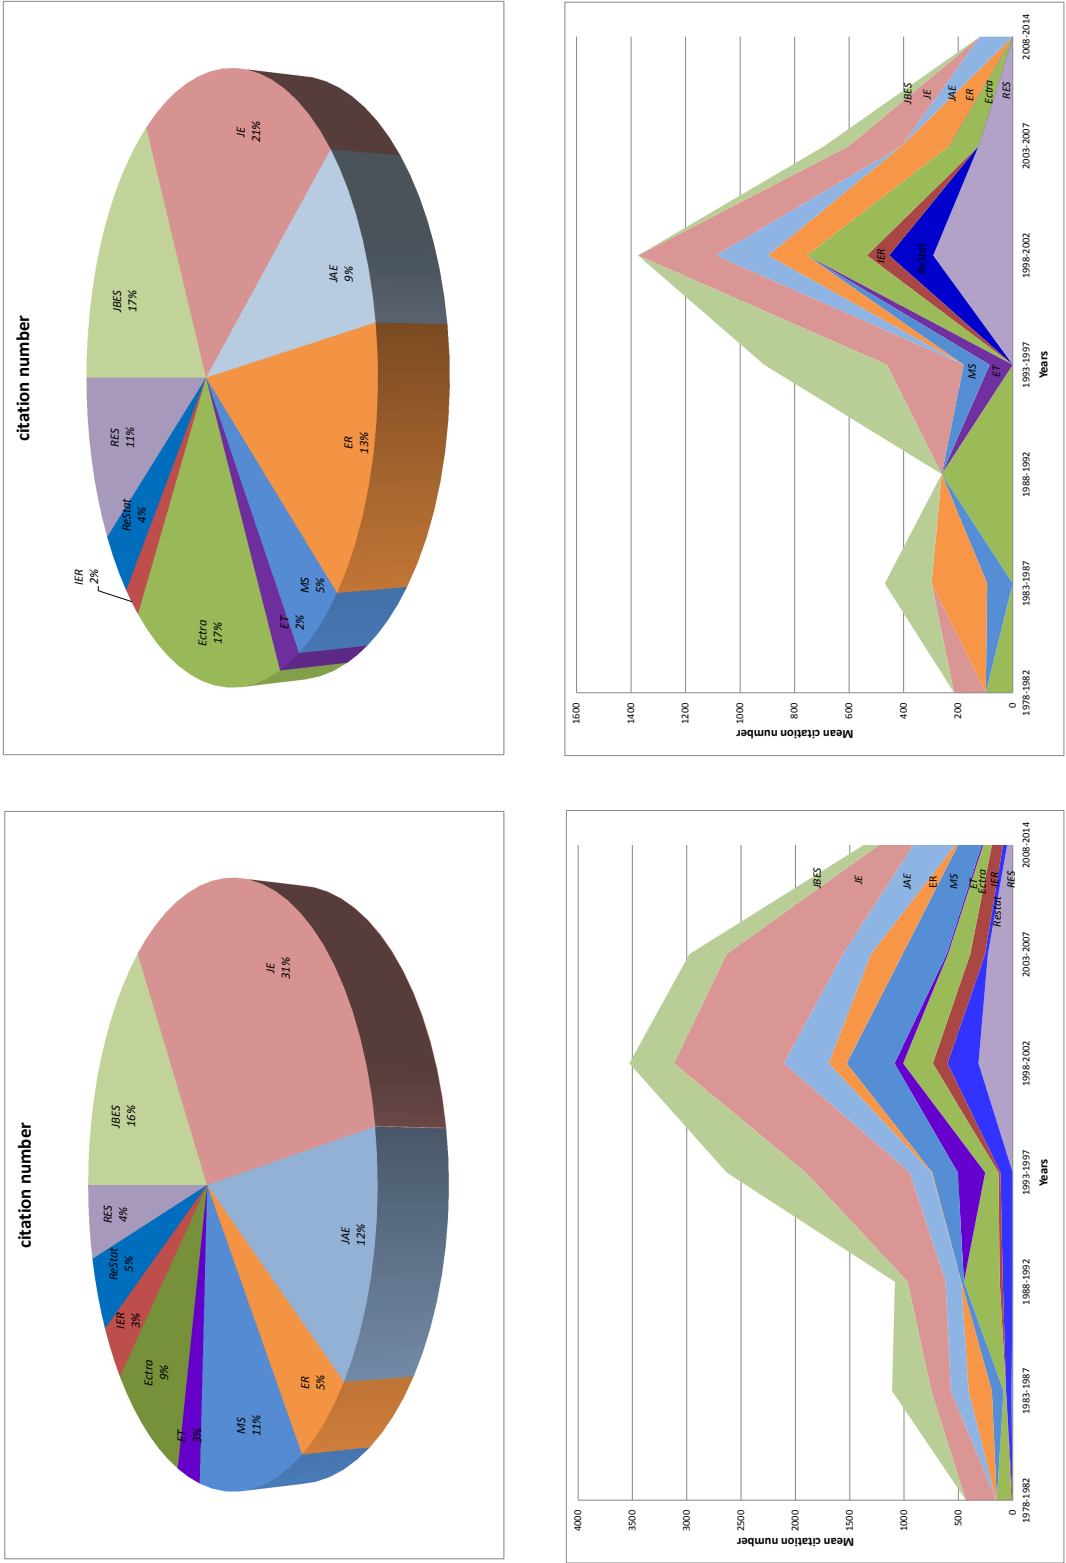 citation number
JBES
16%
JE
31%
JAE
12%
ER
5%
MS
11%
ET
3%
Ectra
9%
IER
3%
ReStat
5%
RES
4%
citation number
JBES
17%
JE
21%
JAE
9%
ER
13%
MS
5%
ET
2%
Ectra
17%
IER
2%
ReStat
4%
RES
11%
Mean citation number
4000
3500
3000
2500
2000
1500
1000
500
0
JBES
JE
JAE
ER
MS
ET
Ectra
IER
Restat
RES
1978-1982
1983-1987
1988-1992
1993-1997
1998-2002
2003-2007
2008-2014
Years
Mean citation number
1600
1400
1200
1000
800
600
400
200
0
JBES
JE
JAE
ER
Ectra
RES
IER
ReStat
MS
ET
1978-1982
1983-1987
1988-1992
1993-1997
1998-2002
2003-2007
2008-2014
Years